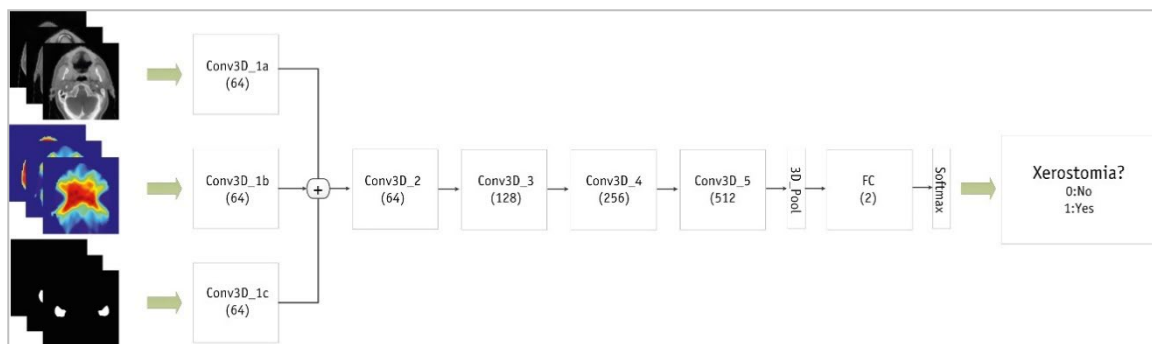 Conv3D_1a
(64)
Conv3D_1b
(64)
+
Conv3D_2
(64)
Conv3D_3
(128)
Conv3D_4
(256)
Conv3D_5
(512
3D_Pool
FC
(2)
Softmax
Xerostomia?
0:No
1:Yes
Conv3D_1c
(64)